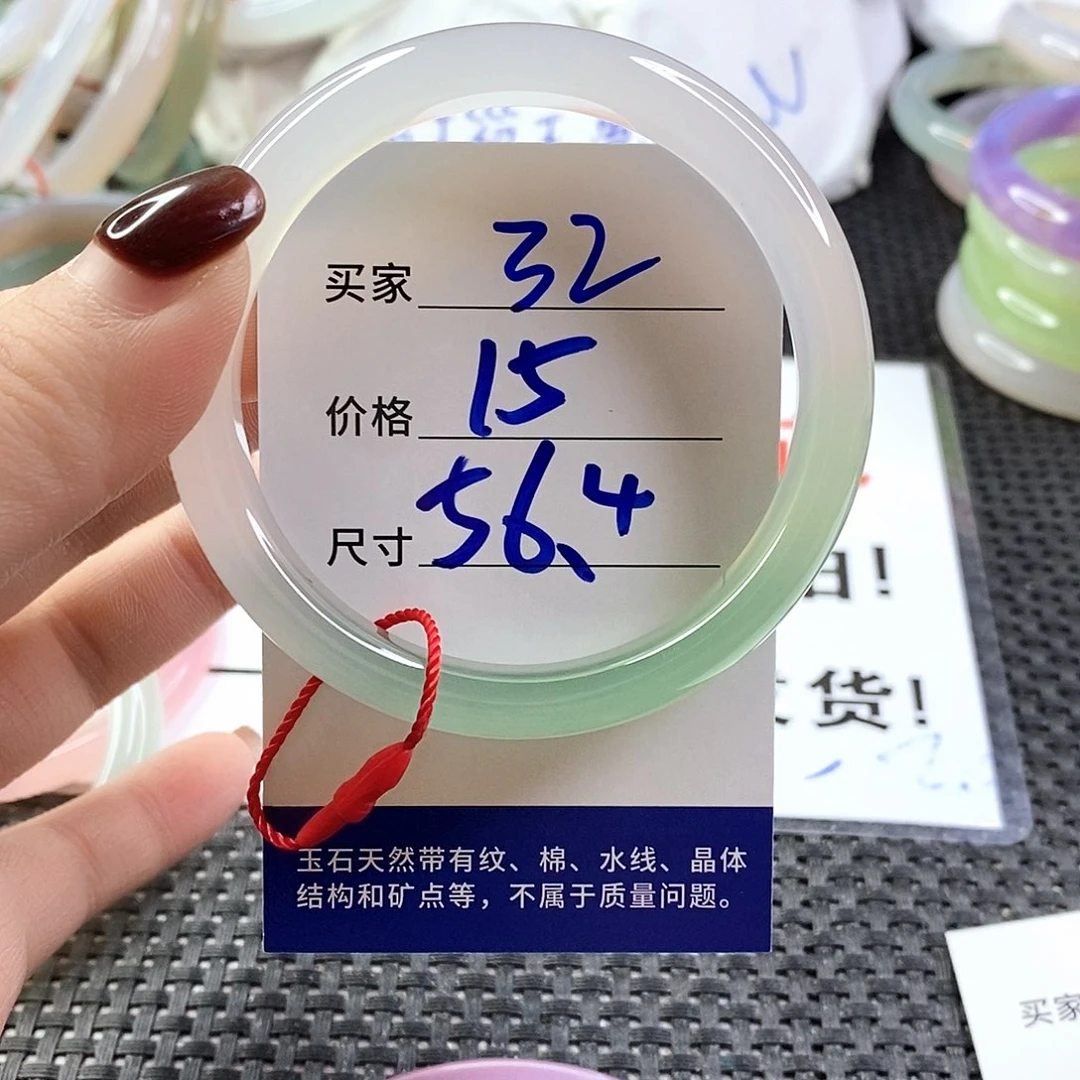 买家 32
价格 15
尺寸 56.4
玉石天然带有纹、棉、水线、晶体
结构和矿点等，不属于质量问题。
!
货!
买家